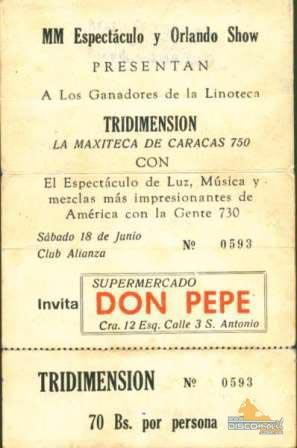 MM Espectáculo y Orlando Show
PRESENTAN
A Los Ganadores de la Linoteca
TRIDIMENSION
LA MAXITECA DE CARACAS 750
CON
El Espectáculo de Luz, Música y
mezclas más impresionantes de
América con la Gente 730
Sábado 18 de Junio
Club Alianza
Nº 0593
Invita
SUPERMERCADO
DON PEPE
Cra. 12 Esq. Calle 3 S. Antonio
TRIDIMENSION Nº 0593
70 Bs. por persona
DISCO